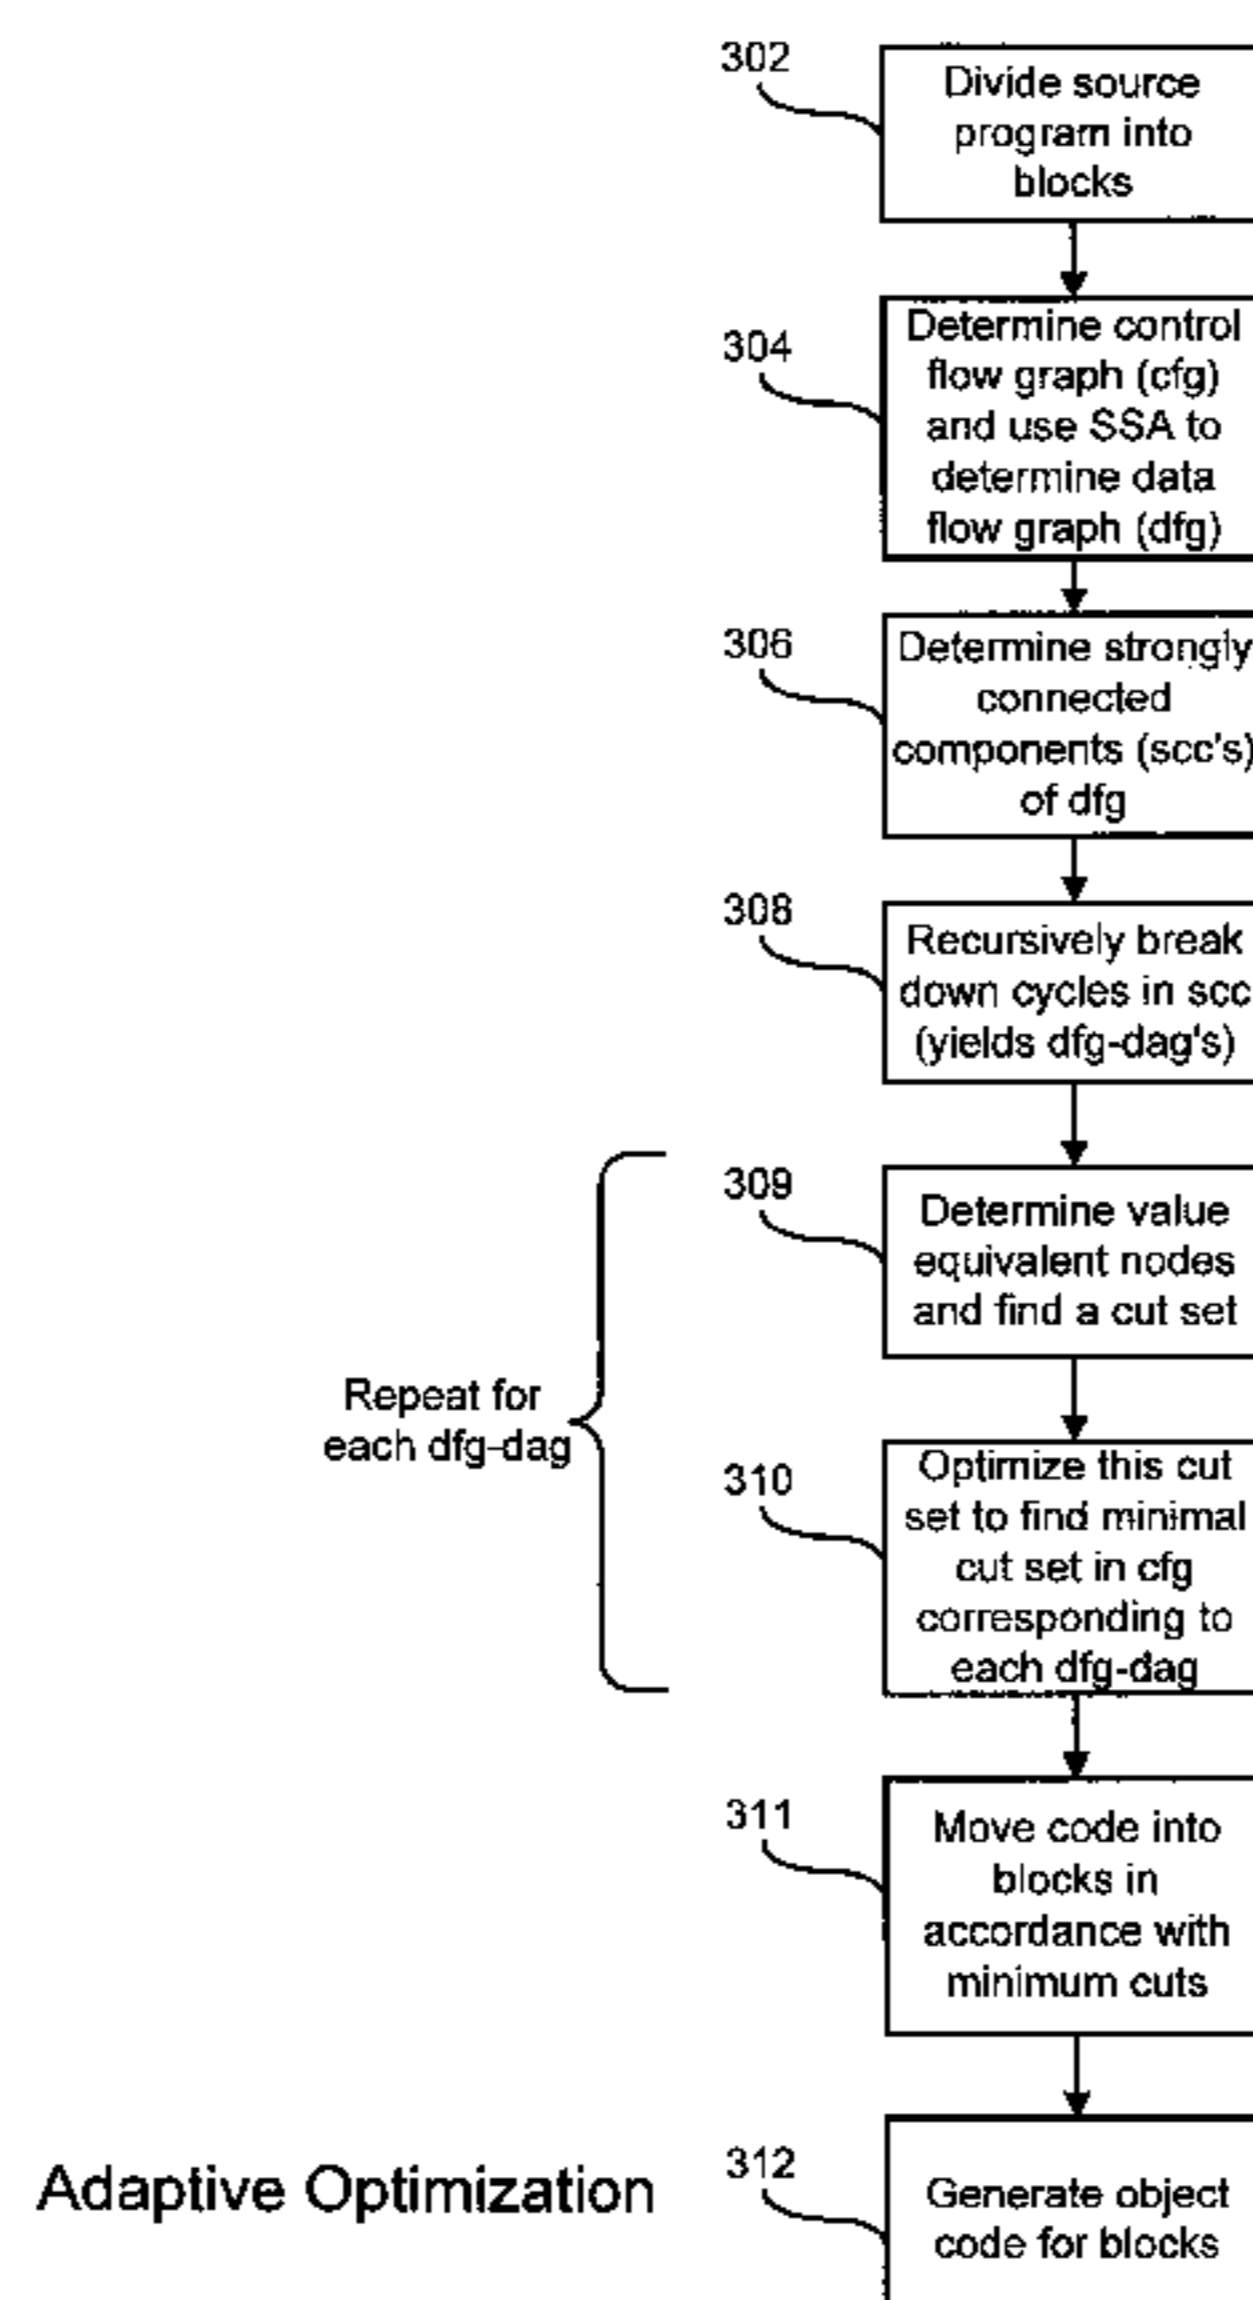 302
Divide source
program into
blocks
304
Determine control
flow graph (cfg)
and use SSA to
determine data
flow graph (dfg)
306
Determine strongly
connected
components (scc's)
of dfg
308
Recursively break
down cycles in scc
(yields dfg-dag's)
309
Determine value
equivalent nodes
and find a cut set
Repeat for
each dfg-dag
310
Optimize this cut
set to find minimal
cut set in cfg
corresponding to
each dfg-dag
311
Move code into
blocks in
accordance with
minimum cuts
312
Generate object
code for blocks
Adaptive Optimization